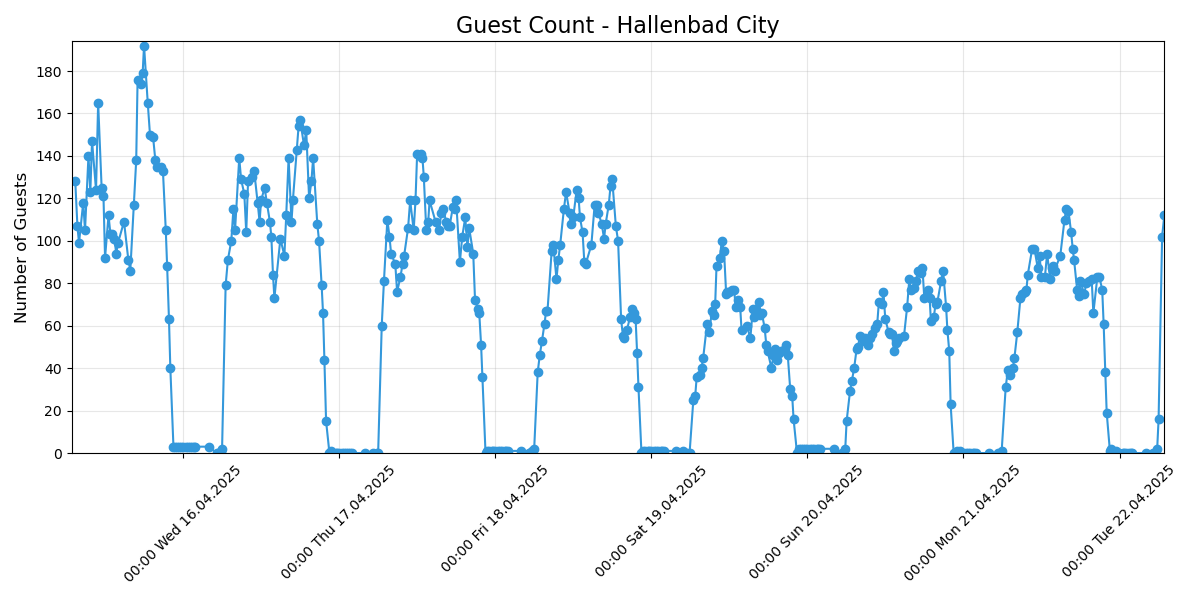 Guest Count - Hallenbad City
Number of Guests
180
160
140
120
100
80
60
40
20
0
00:00 Wed 16.04.2025
00:00 Thu 17.04.2025
00:00 Fri 18.04.2025
00:00 Sat 19.04.2025
00:00 Sun 20.04.2025
00:00 Mon 21.04.2025
00:00 Tue 22.04.2025